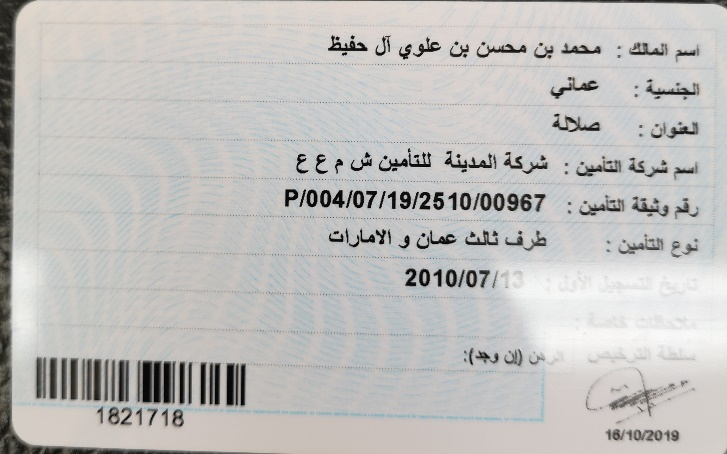 اسم المالك : محمد بن محسن بن علوي آل حفيظ
الجنسية : عماني
العنوان : صلالة
اسم شركة التأمين : شركة المدينة للتأمين ش م ع ع
رقم وثيقة التأمين : P/004/07/19/2510/00967
نوع التأمين : طرف ثالث عمان و الامارات
تاريخ التسجيل الأول : 2010/07/13
ملاحظات خاصة :
سلطة الترخيص الرهن (إن وجد):
1821718
16/10/2019